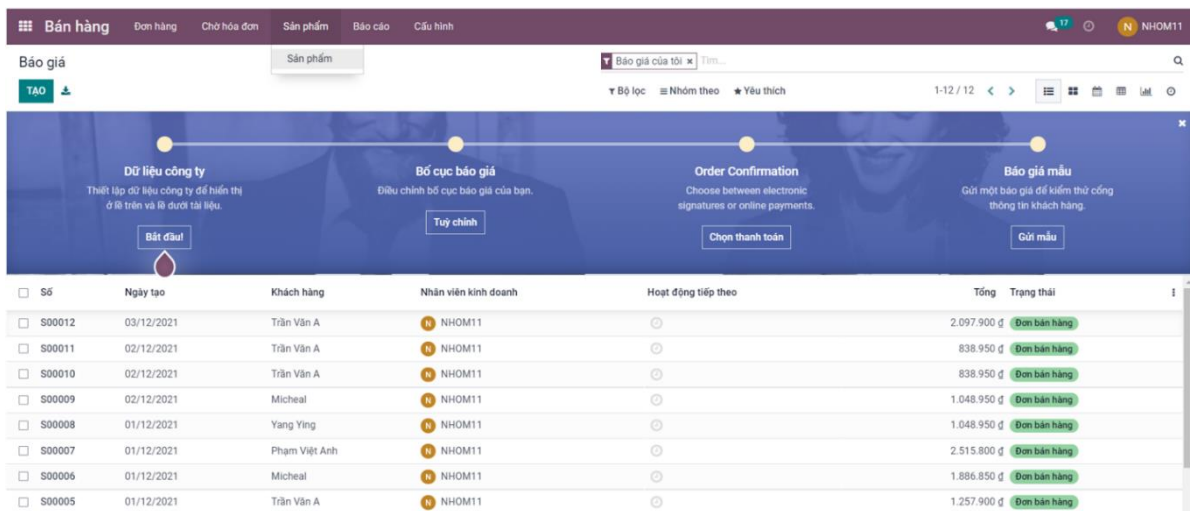 Bán hàng Đơn hàng Chờ hóa đơn Sản phẩm Báo cáo Cấu hình 17 N NHOM11
Báo giá Sản phẩm Báo giá của tôi × Tìm...
TẠO Bộ lọc Nhóm theo Yêu thích 1-12 / 12
Dữ liệu công ty Bố cục báo giá Order Confirmation Báo giá mẫu
Thiết lập dữ liệu công ty để hiển thị Điều chỉnh bố cục báo giá của bạn. Choose between electronic Gửi một báo giá để kiểm thử cổng
ở lề trên và lề dưới tài liệu. signatures or online payments. thông tin khách hàng.
Bắt đầu! Tuỳ chỉnh Chọn thanh toán Gửi mẫu
Số Ngày tạo Khách hàng Nhân viên kinh doanh Hoạt động tiếp theo Tổng Trạng thái
S00012 03/12/2021 Trần Văn A N NHOM11 2.097.900 ₫ Đơn bán hàng
S00011 02/12/2021 Trần Văn A N NHOM11 838.950 ₫ Đơn bán hàng
S00010 02/12/2021 Trần Văn A N NHOM11 838.950 ₫ Đơn bán hàng
S00009 02/12/2021 Micheal N NHOM11 1.048.950 ₫ Đơn bán hàng
S00008 01/12/2021 Yang Ying N NHOM11 1.048.950 ₫ Đơn bán hàng
S00007 01/12/2021 Phạm Việt Anh N NHOM11 2.515.800 ₫ Đơn bán hàng
S00006 01/12/2021 Micheal N NHOM11 1.886.850 ₫ Đơn bán hàng
S00005 01/12/2021 Trần Văn A N NHOM11 1.257.900 ₫ Đơn bán hàng